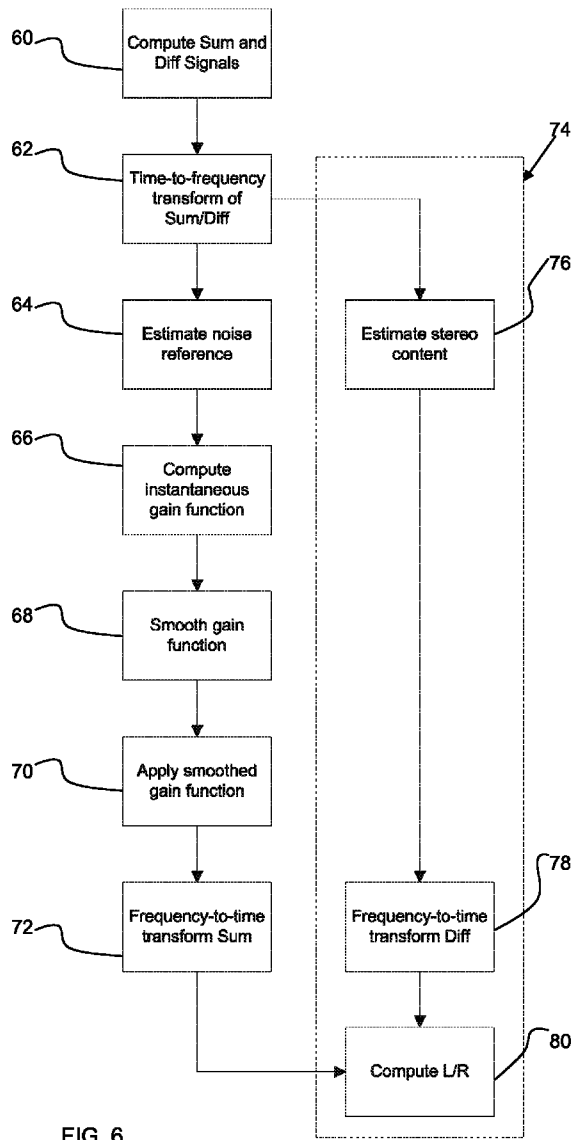 60
Compute Sum and
Diff Signals
74
62
Time-to-frequency
transform of
Sum/Diff
76
64
Estimate noise
reference
Estimate stereo
content
66
Compute
instantaneous
gain function
68
Smooth gain
function
70
Apply smoothed
gain function
78
72
Frequency-to-time
transform Sum
Frequency-to-time
transform Diff
80
Compute L/R
FIG. 6